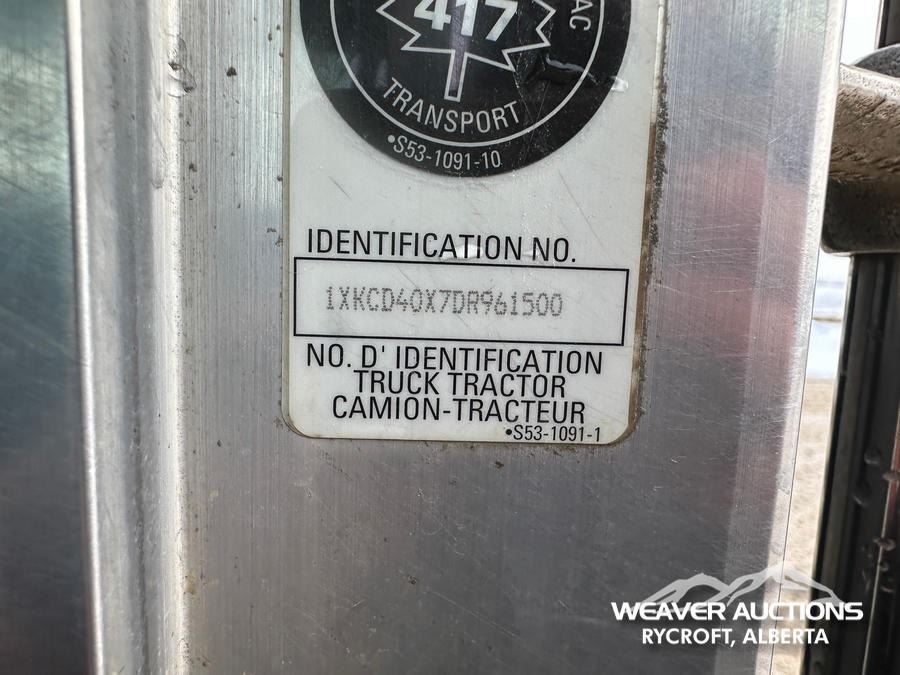 417
AC
TRANSPORT
•S53-1091-10
IDENTIFICATION NO.
1XKCD40X7DR961500
NO. D' IDENTIFICATION
TRUCK TRACTOR
CAMION-TRACTEUR
•S53-1091-1
WEAVER AUCTIONS
RYCROFT, ALBERTA